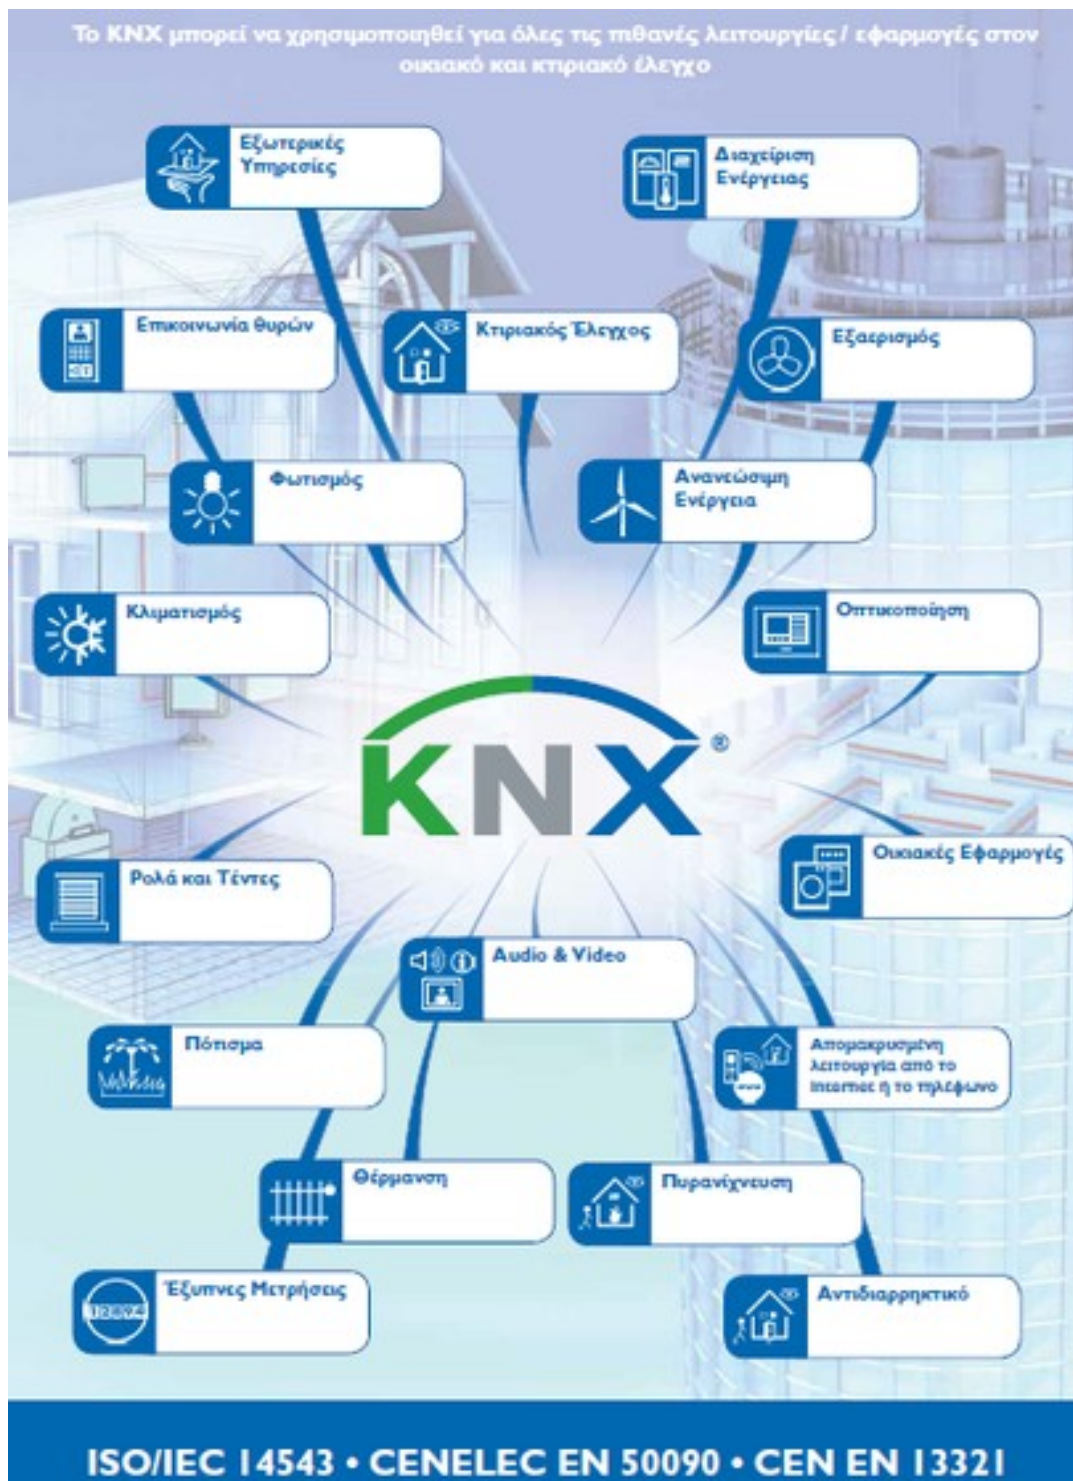 Το KNX μπορεί να χρησιμοποιηθεί για όλες τις πιθανές λειτουργίες / εφαρμογές στον
οικιακό και κτιριακό έλεγχο
Εξωτερικές
Υπηρεσίες
Διαχείριση
Ενέργειας
Επικοινωνία θυρών
Κτιριακός Έλεγχος
Εξαερισμός
Φωτισμός
Ανανεώσιμη
Ενέργεια
Κλιματισμός
Οπτικοποίηση
KNX®
Ρολά και Τέντες
Οικιακές Εφαρμογές
Audio & Video
Πότισμα
Απομακρυσμένη
λειτουργία από το
internet ή το τηλέφωνο
Θέρμανση
Πυρανίχνευση
Έξυπνες Μετρήσεις
Αντιδιαρρηκτικό
ISO/IEC 14543 • CENELEC EN 50090 • CEN EN 13321